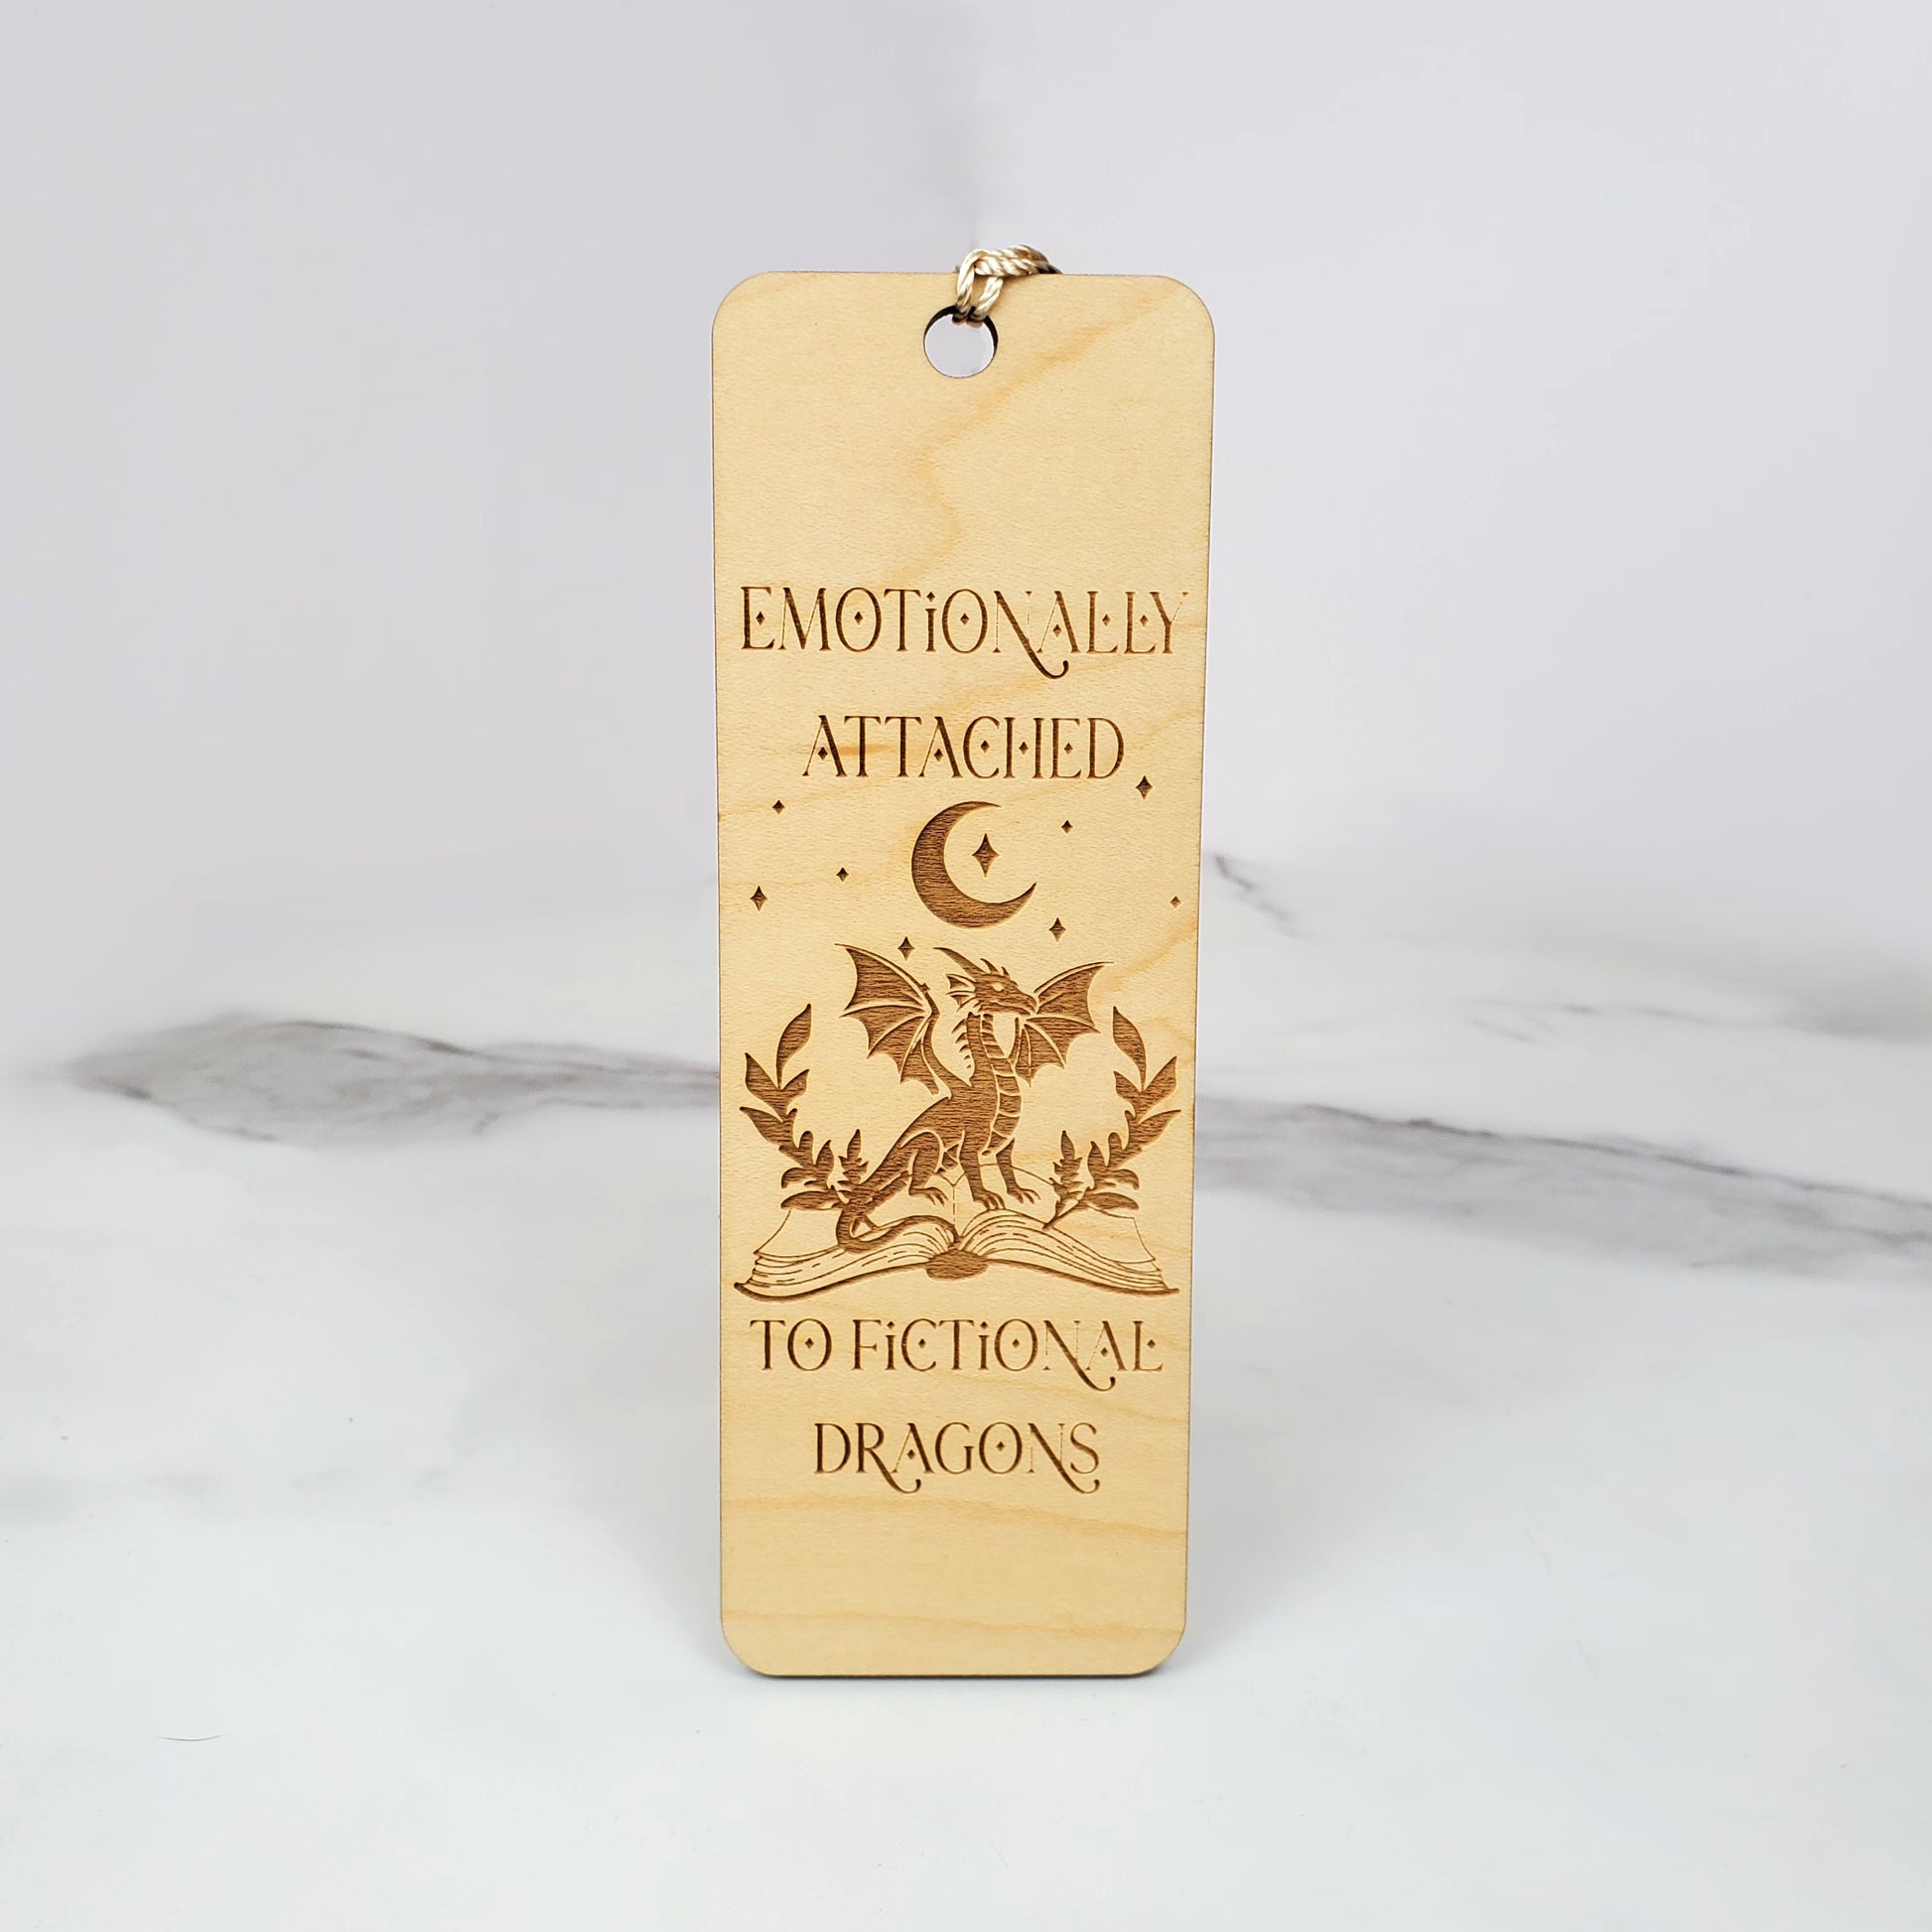 EMOTiONALLY
ATTACHED
TO FiCTiONAL
DRAGONS